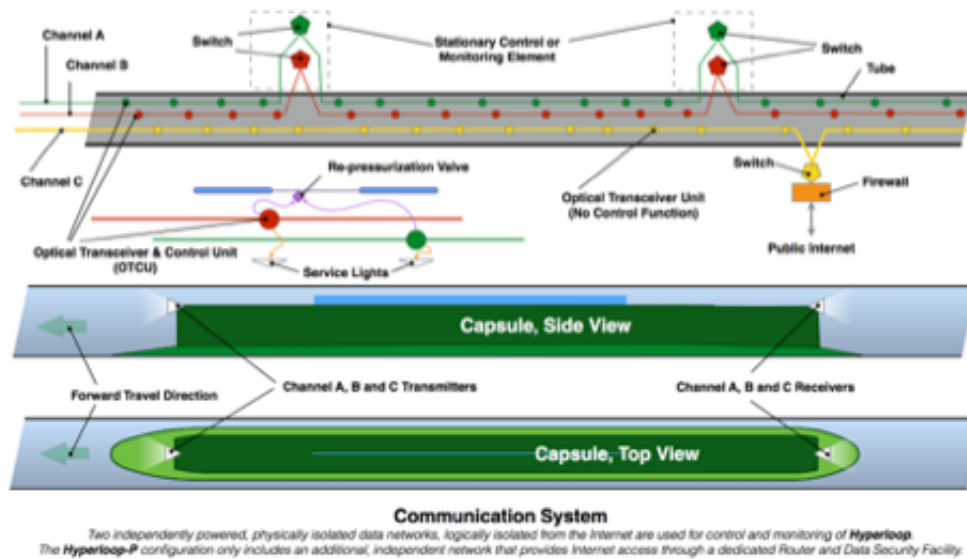 Channel A
Switch
Stationary Control or
Monitoring Element
Switch
Channel B
Tube
Channel C
Re-pressurization Valve
Switch
Optical Transceiver Unit
(No Control Function)
Firewall
Optical Transceiver & Control Unit
(OTCU)
Service Lights
Public Internet
Capsule, Side View
Forward Travel Direction
Channel A, B and C Transmitters
Channel A, B and C Receivers
Capsule, Top View
Communication System
Two independently powered, physically isolated data networks, logically isolated from the Internet are used for control and monitoring of Hyperloop.
The Hyperloop-P configuration only includes an additional, independent network that provides Internet access through a dedicated Router and Data Security Facility.